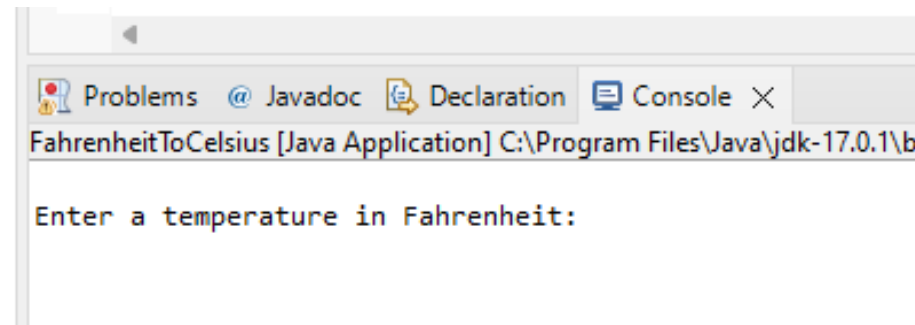 Problems @ Javadoc Declaration Console
FahrenheitToCelsius [Java Application] C:\Program Files\Java\jdk-17.0.1\b
Enter a temperature in Fahrenheit: